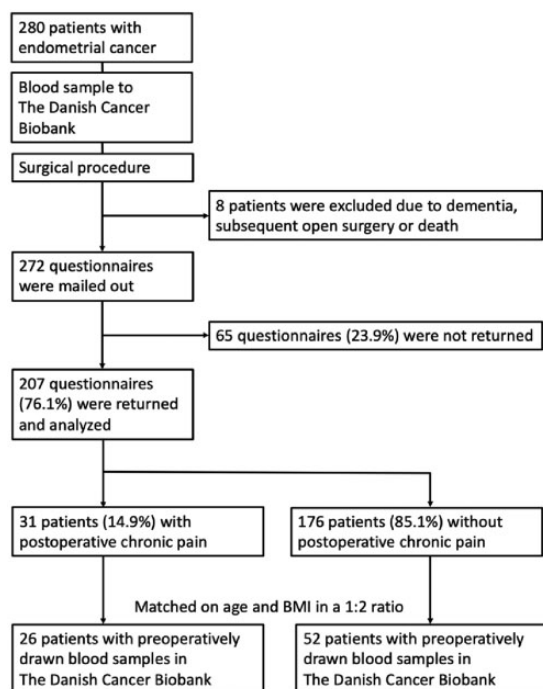 280 patients with
endometrial cancer
Blood sample to
The Danish Cancer
Biobank
Surgical procedure
8 patients were excluded due to dementia,
subsequent open surgery or death
272 questionnaires
were mailed out
65 questionnaires (23.9%) were not returned
207 questionnaires
(76.1%) were returned
and analyzed
31 patients (14.9%) with
postoperative chronic pain
176 patients (85.1%) without
postoperative chronic pain
Matched on age and BMI in a 1:2 ratio
26 patients with preoperatively
drawn blood samples in
The Danish Cancer Biobank
52 patients with preoperatively
drawn blood samples in
The Danish Cancer Biobank